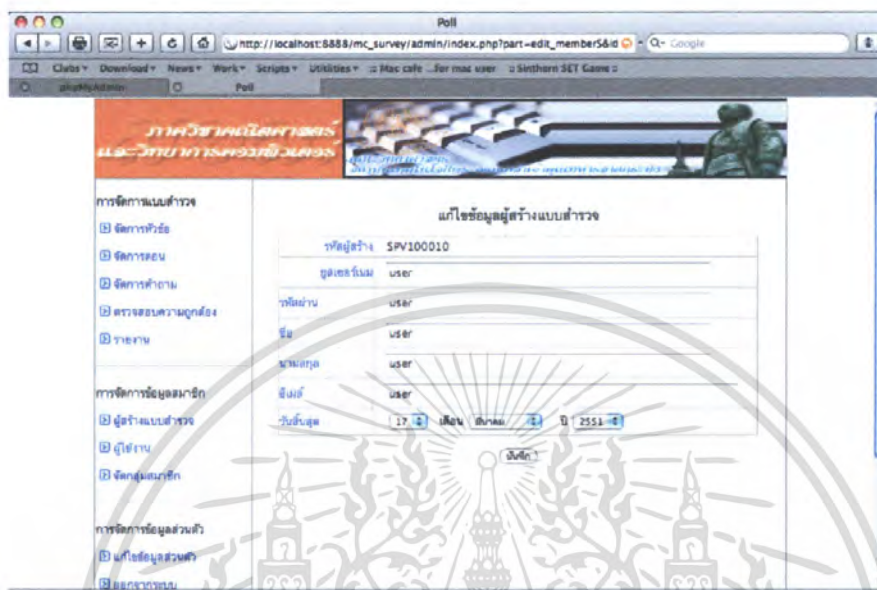 Poll
http://localhost:8888/mc_survey/admin/index.php?part=edit_memberS&id
Google
Clubs Download News Work Scripts Utilities :: Mac cafe ...for mac user :: Sinthorn SET Game ::
phpMyAdmin Poll
ภาควิชาคณิตศาสตร์
และวิทยาการคอมพิวเตอร์
การจัดการแบบสำรวจ
จัดการหัวข้อ
จัดการตอน
จัดการคำถาม
ตรวจสอบความถูกต้อง
รายงาน
การจัดการข้อมูลสมาชิก
ผู้สร้างแบบสำรวจ
ผู้ใช้งาน
จัดกลุ่มสมาชิก
การจัดการข้อมูลส่วนตัว
แก้ไขข้อมูลส่วนตัว
ออกจากระบบ
แก้ไขข้อมูลผู้สร้างแบบสำรวจ
รหัสผู้สร้าง SPV100010
ยูสเซอร์เนม user
รหัสผ่าน user
ชื่อ user
นามสกุล user
อีเมล์ user
วันสิ้นสุด 17 เดือน มีนาคม ปี 2551
บันทึก